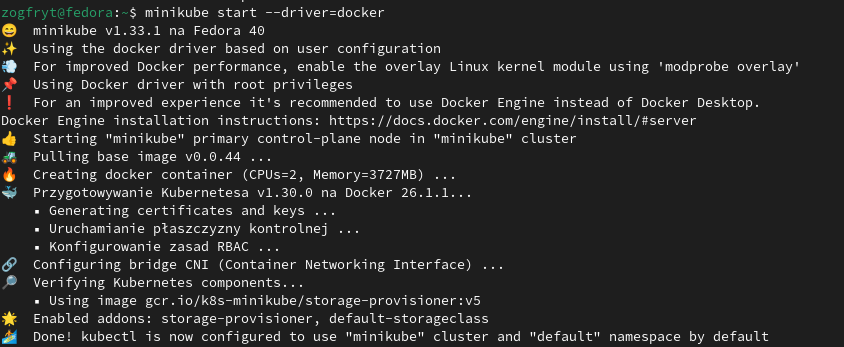 zogfryt@fedora:~$ minikube start --driver=docker
😄 minikube v1.33.1 na Fedora 40
✨ Using the docker driver based on user configuration
💨 For improved Docker performance, enable the overlay Linux kernel module using 'modprobe overlay'
📌 Using Docker driver with root privileges
❗ For an improved experience it's recommended to use Docker Engine instead of Docker Desktop.
Docker Engine installation instructions: https://docs.docker.com/engine/install/#server
👍 Starting "minikube" primary control-plane node in "minikube" cluster
🚜 Pulling base image v0.0.44 ...
🔥 Creating docker container (CPUs=2, Memory=3727MB) ...
🐳 Przygotowywanie Kubernetesa v1.30.0 na Docker 26.1.1...
▪ Generating certificates and keys ...
▪ Uruchamianie płaszczyzny kontrolnej ...
▪ Konfigurowanie zasad RBAC ...
🔗 Configuring bridge CNI (Container Networking Interface) ...
🔎 Verifying Kubernetes components...
▪ Using image gcr.io/k8s-minikube/storage-provisioner:v5
🌟 Enabled addons: storage-provisioner, default-storageclass
🏄 Done! kubectl is now configured to use "minikube" cluster and "default" namespace by default